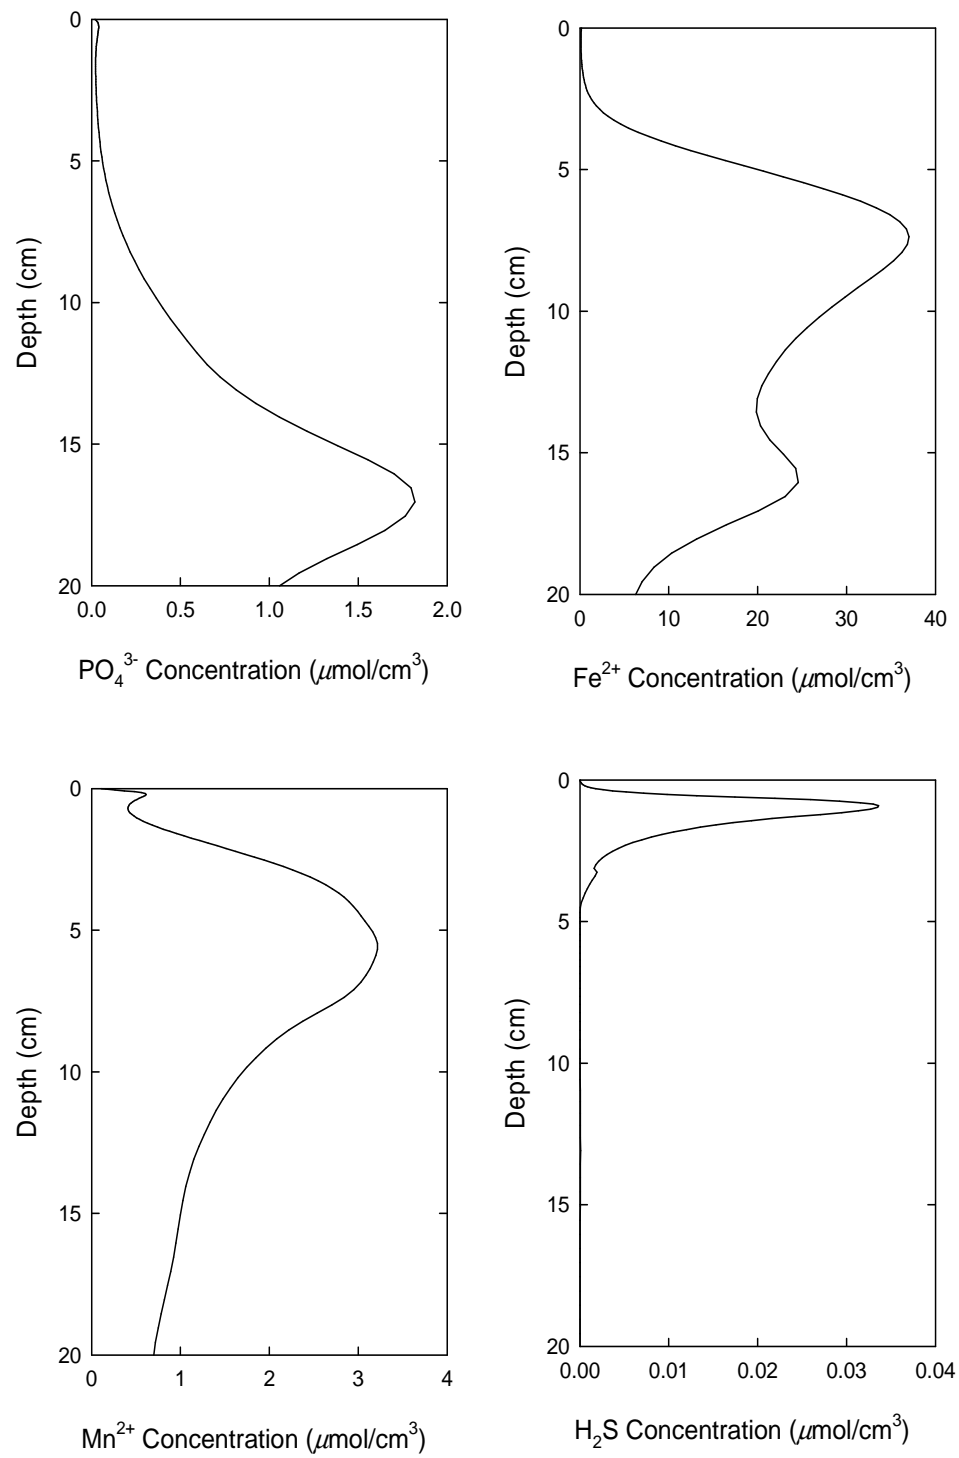 0
5
10
15
20
Depth (cm)
0.0 0.5 1.0 1.5 2.0
PO₄³⁻ Concentration (μmol/cm³)
0
5
10
15
20
Depth (cm)
0 10 20 30 40
Fe²⁺ Concentration (μmol/cm³)
0
5
10
15
20
Depth (cm)
0 1 2 3 4
Mn²⁺ Concentration (μmol/cm³)
0
5
10
15
20
Depth (cm)
0.00 0.01 0.02 0.03 0.04
H₂S Concentration (μmol/cm³)